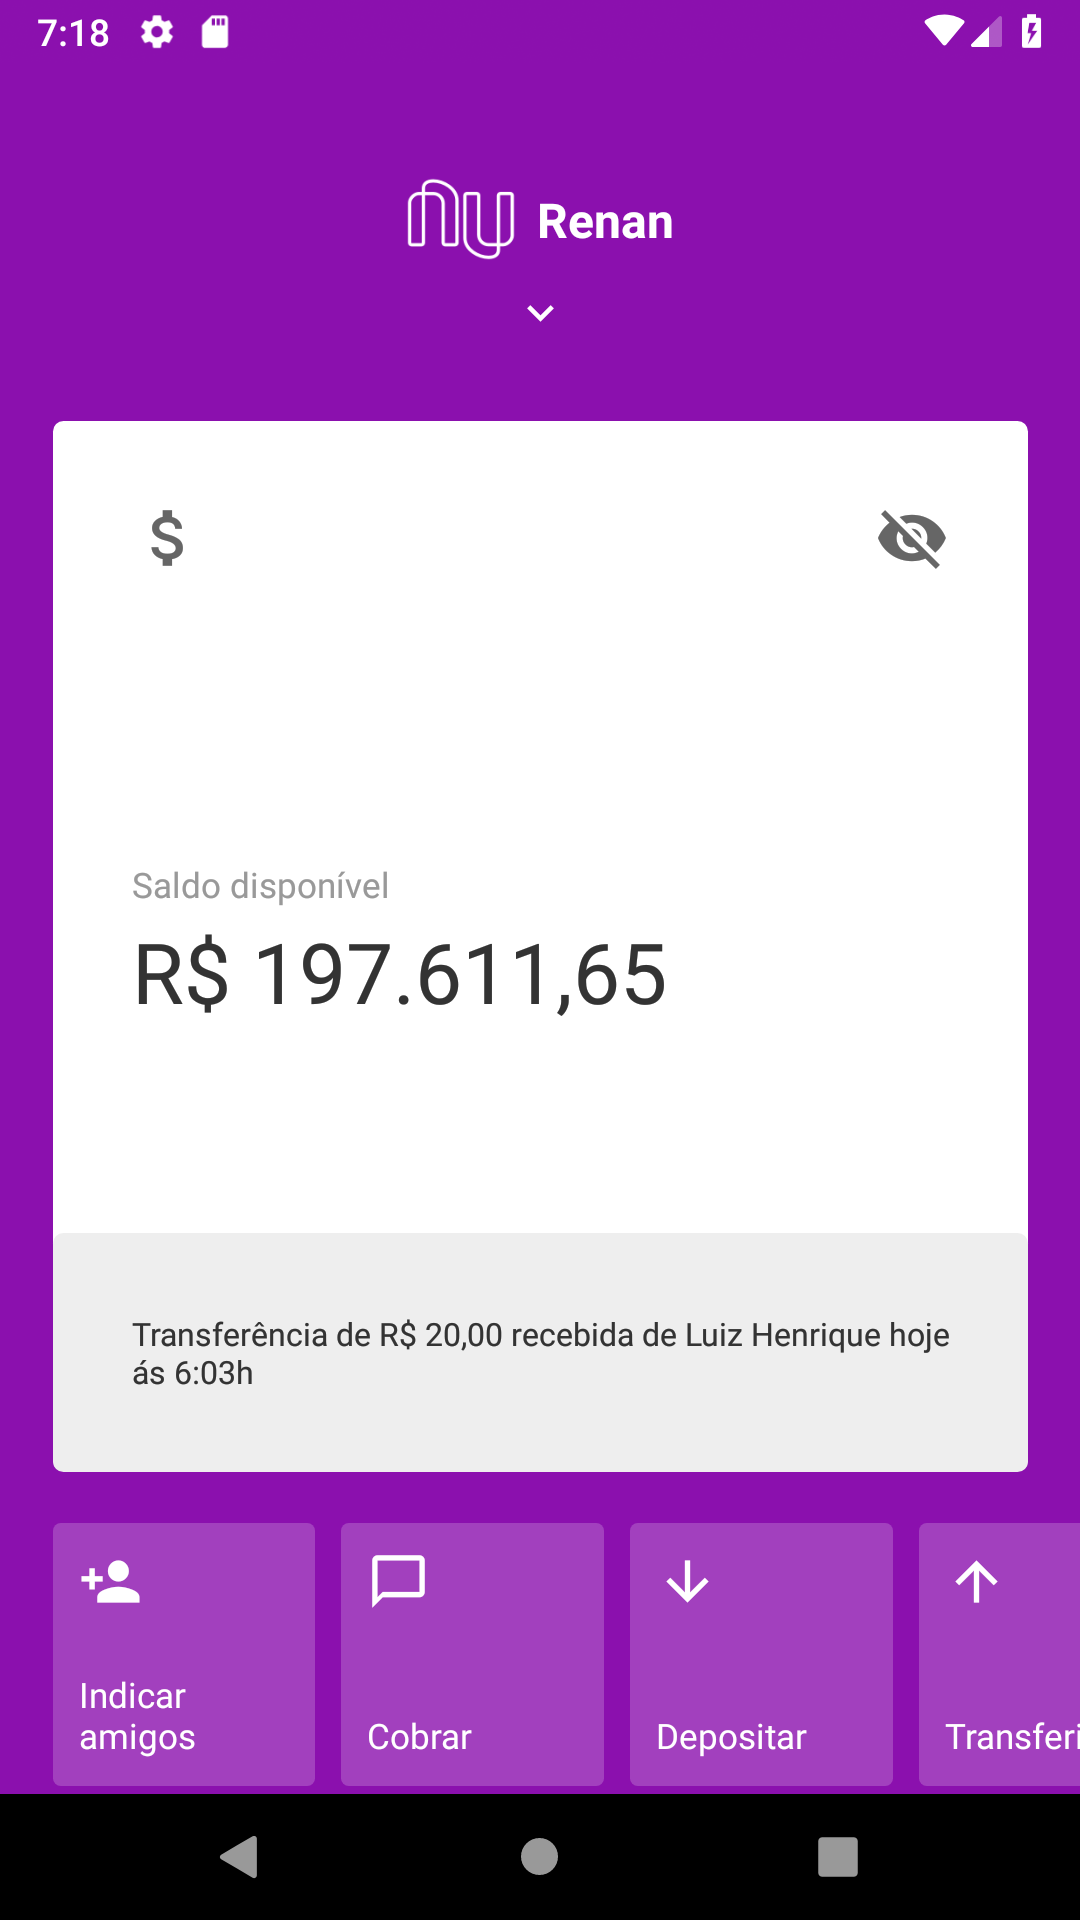 7:18
nu Renan
$
Saldo disponível
R$ 197.611,65
Transferência de R$ 20,00 recebida de Luiz Henrique hoje
ás 6:03h
Indicar
amigos
Cobrar
Depositar
Transferi